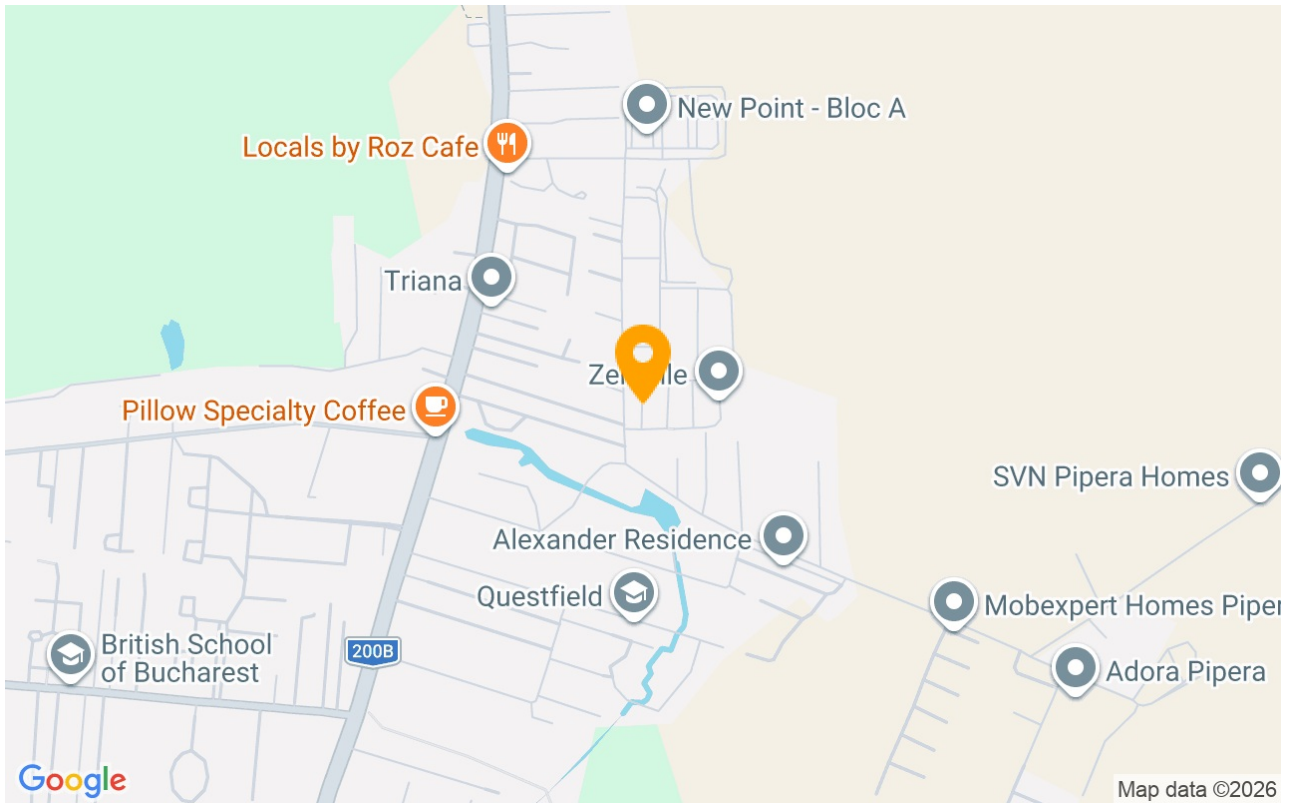 New Point - Bloc A
Locals by Roz Cafe
Triana
Pillow Specialty Coffee
SVN Pipera Homes
Alexander Residence
Questfield
Mobexpert Homes
Adora Pipera
British School
of Bucharest
200B
Google
Map data ©2026